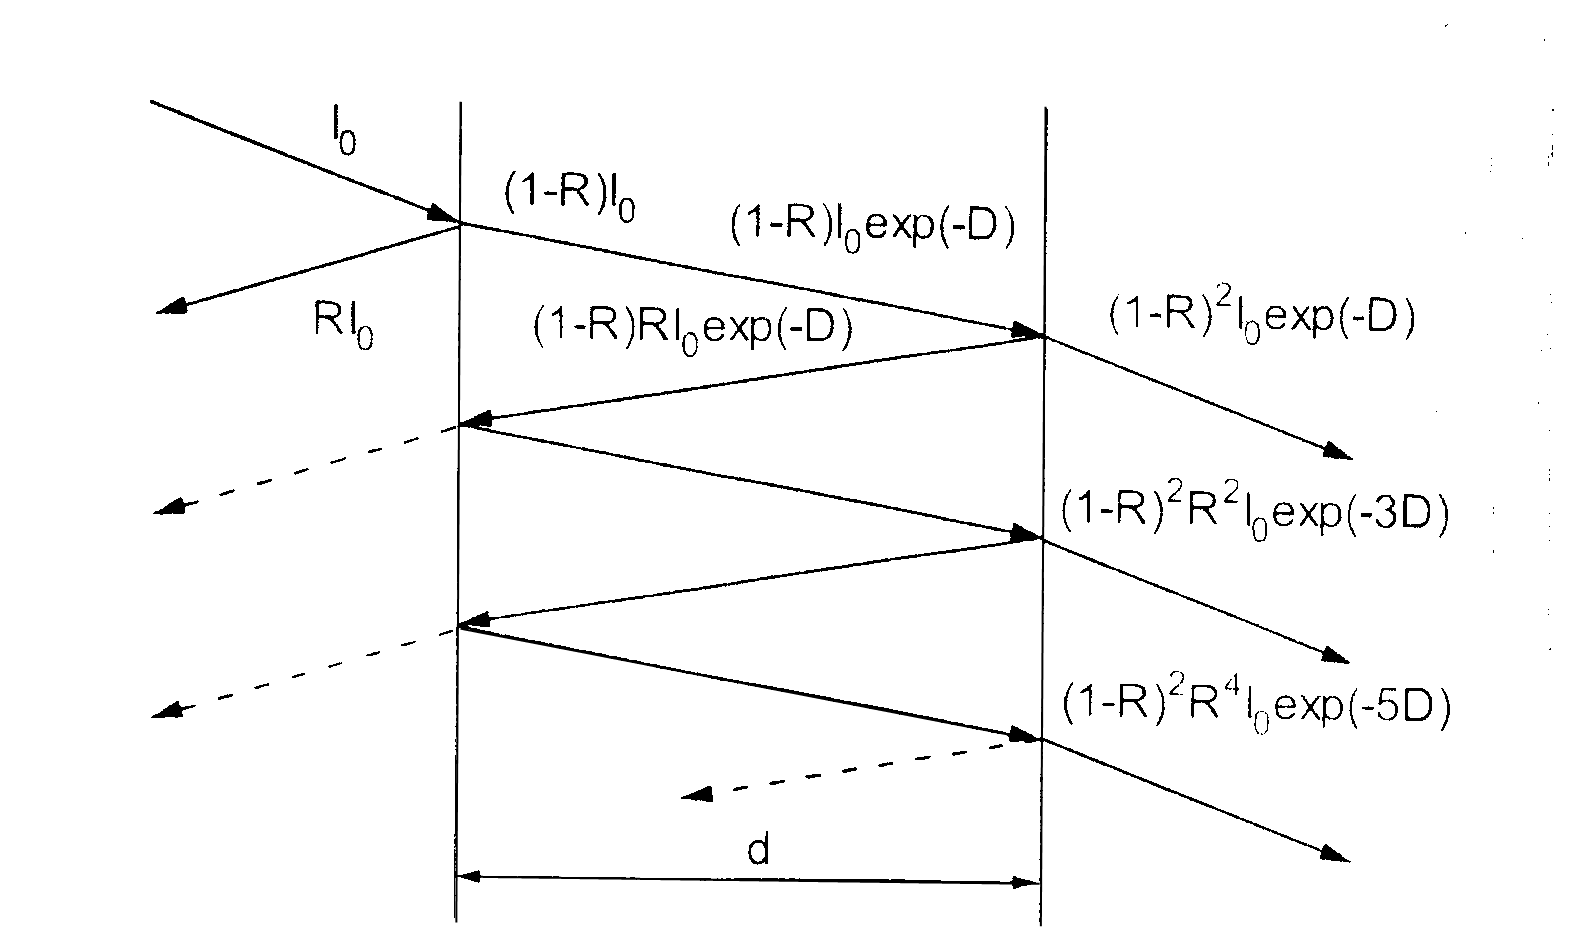 I₀
(1-R)I₀
(1-R)I₀exp(-D)
RI₀
(1-R)RI₀exp(-D)
(1-R)²I₀exp(-D)
(1-R)²R²I₀exp(-3D)
(1-R)²R⁴I₀exp(-5D)
d